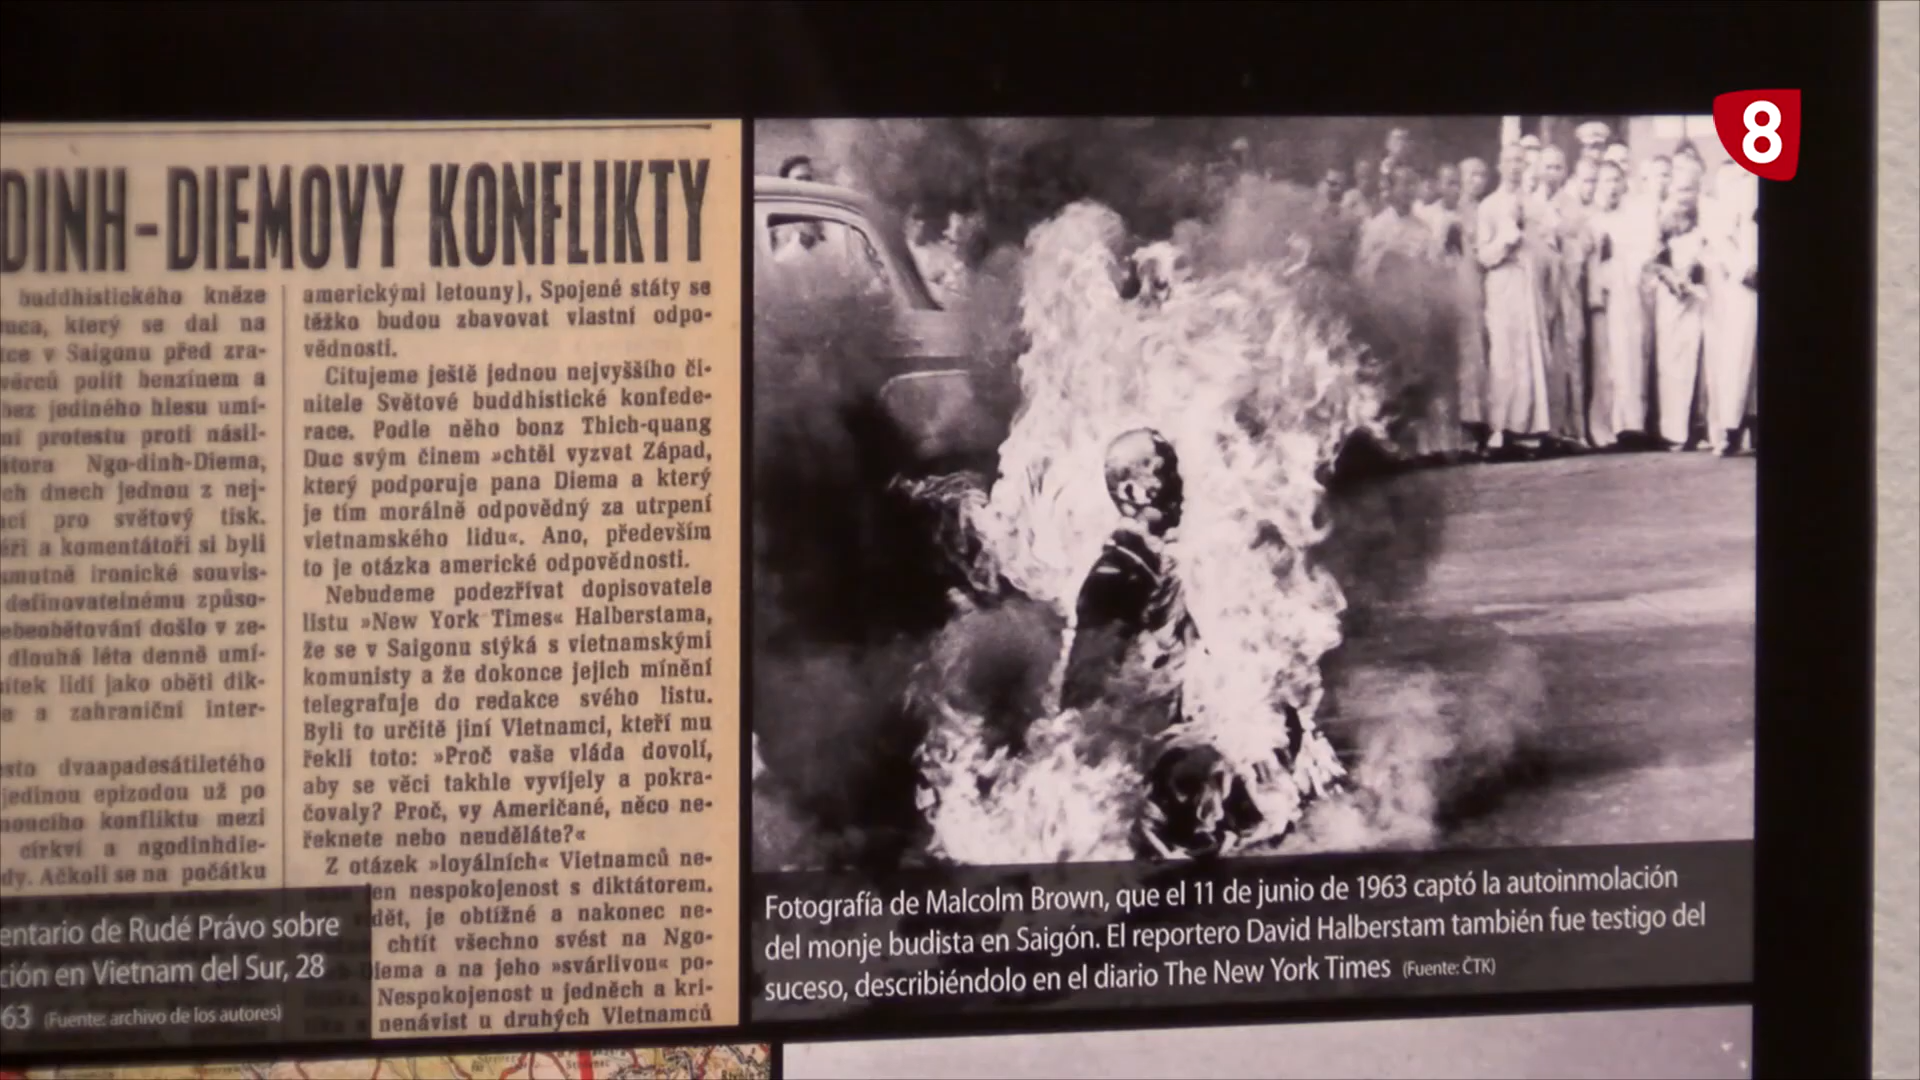 DINH-DIEMOVY KONFLIKTY
buddhistického kněze
který se dal na
v Saigonu před zra-
polít benzínem a
bez jediného hlesu umí-
protestu proti násil-
Ngo-dinh-Diema,
dnech jednou z nej-
pro světový tisk.
a komentátoři si byli
smutně ironické souvis-
definovatelnému způso-
došlo v ze-
dlouhá léta denně umí-
lidí jako oběti dik-
a zahraniční inter-
dvaapadesátiletého
jedinou epizodou už po
konfliktu mezi
církví a ngodinhdie-
Ačkoli se na počátku
americkými letouny), Spojené státy se
těžko budou zbavovat vlastní odpo-
vědnosti.
Citujeme ještě jednou nejvyššího či-
nitele Světové buddhistické konfede-
race. Podle něho bonz Thich-quang
Duc svým činem »chtěl vyzvat Západ,
který podporuje pana Diema a který
je tím morálně odpovědný za utrpení
vietnamského lidu«. Ano, především
to je otázka americké odpovědnosti.
Nebudeme podezřívat dopisovatele
listu »New York Times« Halberstama,
že se v Saigonu stýká s vietnamskými
komunisty a že dokonce jejich mínění
telegrafuje do redakce svého listu.
Byli to určitě jiní Vietnamci, kteří mu
řekli toto: »Proč vaše vláda dovolí,
aby se věci takhle vyvíjely a pokra-
čovaly? Proč, vy Američané, něco ne-
řeknete nebo neuděláte?«
Z otázek »loyálních« Vietnamců ne-
en nespokojenost s diktátorem.
dět, je obtížné a nakonec ne-
chtít všechno svést na Ngo-
iema a na jeho »svárlivou« po-
Nespokojenost u jedněch a kri-
nenávist u druhých Vietnamců
entario de Rudé Právo sobre
ción en Vietnam del Sur, 28
63 (Fuente: archivo de los autores)
8
Fotografía de Malcolm Brown, que el 11 de junio de 1963 captó la autoinmolación
del monje budista en Saigón. El reportero David Halberstam también fue testigo del
suceso, describiéndolo en el diario The New York Times (Fuente: ČTK)